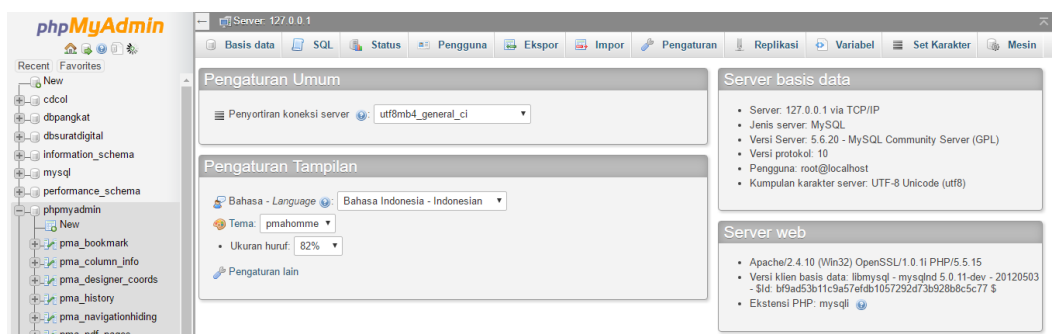 phpMyAdmin
Recent Favorites
New
cdcol
dbpangkat
dbsuratdigital
information_schema
mysql
performance_schema
phpmyadmin
New
pma_bookmark
pma_column_info
pma_designer_coords
pma_history
pma_navigationhiding
pma_pdf_pages
Server: 127.0.0.1
Basis data SQL Status Pengguna Ekspor Impor Pengaturan Replikasi Variabel Set Karakter Mesin
Pengaturan Umum
Penyortiran koneksi server : utf8mb4_general_ci
Pengaturan Tampilan
Bahasa - Language : Bahasa Indonesia - Indonesian
Tema: pmahomme
• Ukuran huruf: 82%
Pengaturan lain
Server basis data
• Server: 127.0.0.1 via TCP/IP
• Jenis server: MySQL
• Versi Server: 5.6.20 - MySQL Community Server (GPL)
• Versi protokol: 10
• Pengguna: root@localhost
• Kumpulan karakter server: UTF-8 Unicode (utf8)
Server web
• Apache/2.4.10 (Win32) OpenSSL/1.0.1i PHP/5.5.15
• Versi klien basis data: libmysql - mysqlnd 5.0.11-dev - 20120503
- $Id: bf9ad53b11c9a57efdb1057292d73b928b8c5c77 $
• Ekstensi PHP: mysqli